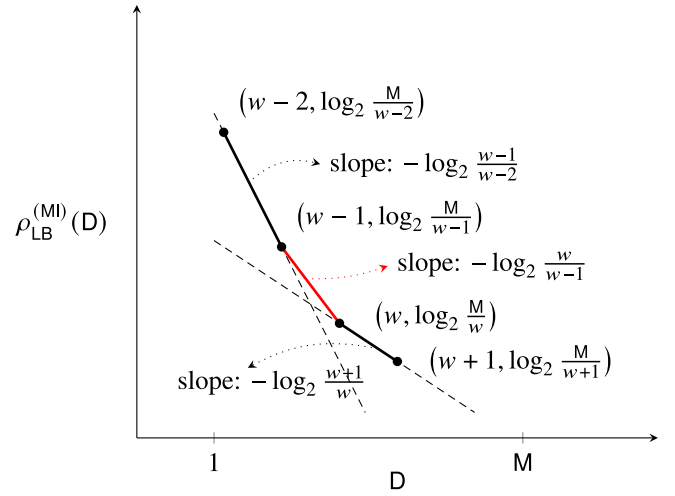 (w − 2, log₂ M/(w−2))
slope: −log₂ (w−1)/(w−2)
(w − 1, log₂ M/(w−1))
ρ_LB^(MI)(D)
slope: −log₂ w/(w−1)
(w, log₂ M/w)
(w + 1, log₂ M/(w+1))
slope: −log₂ (w+1)/w
1
D
M